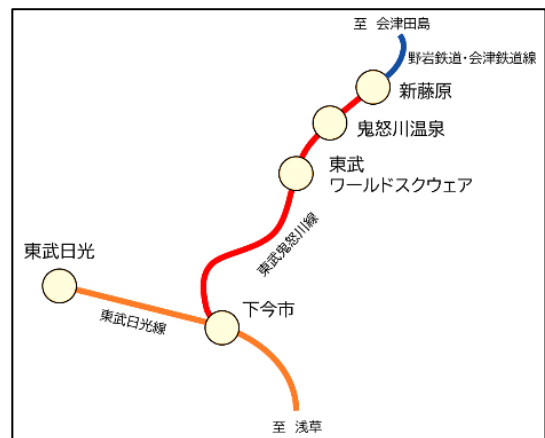 至 会津田島
野岩鉄道・会津鉄道線
新藤原
鬼怒川温泉
東武
ワールドスクウェア
東武鬼怒川線
東武日光
下今市
東武日光線
至 浅草